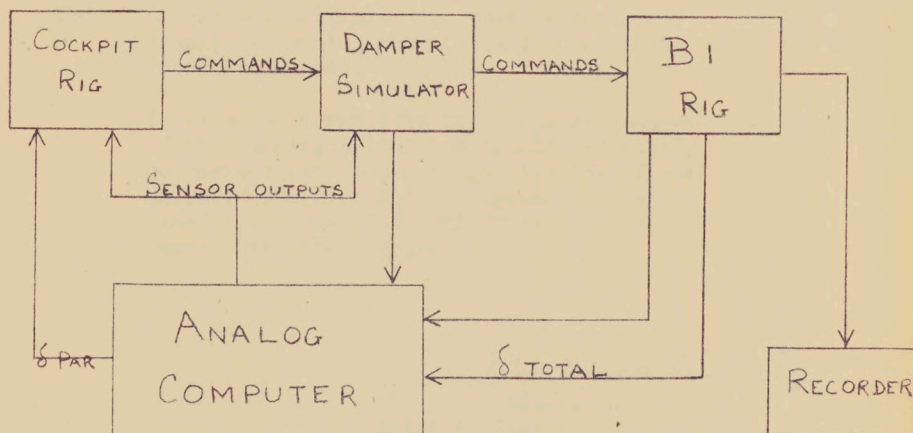 COCKPIT
RIG
COMMANDS
DAMPER
SIMULATOR
COMMANDS
B1
RIG
SENSOR OUTPUTS
δ PAR
ANALOG
COMPUTER
δ TOTAL
RECORDER